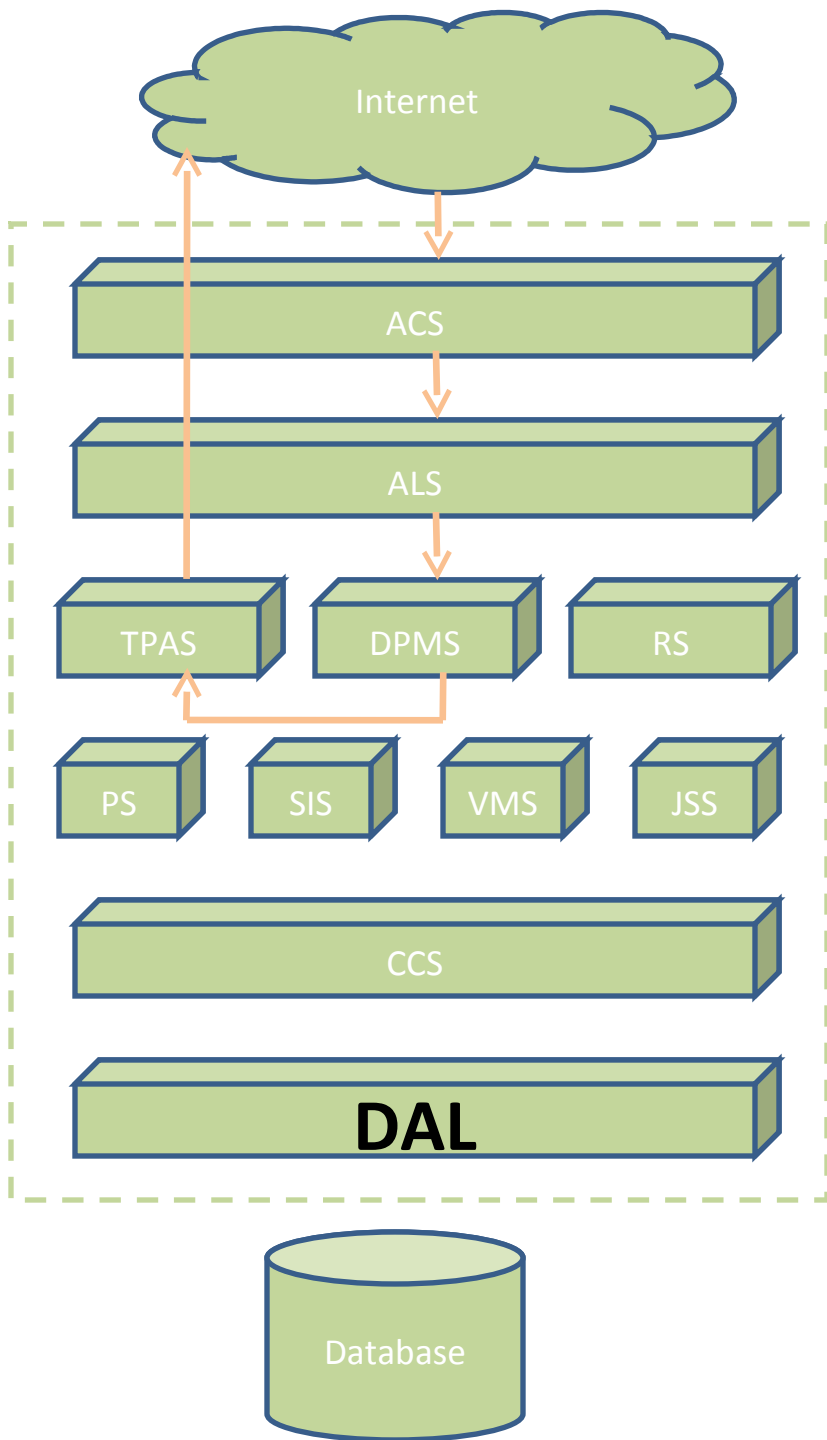 Internet
ACS
ALS
TPAS
DPMS
RS
PS
SIS
VMS
JSS
CCS
DAL
Database